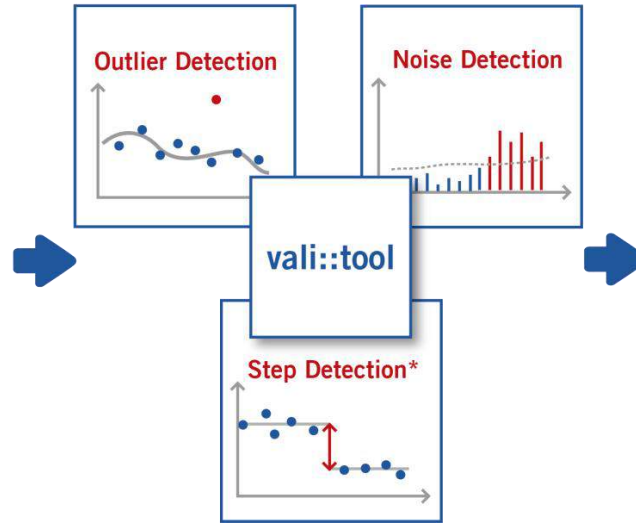 Outlier Detection
Noise Detection
vali::tool
Step Detection*